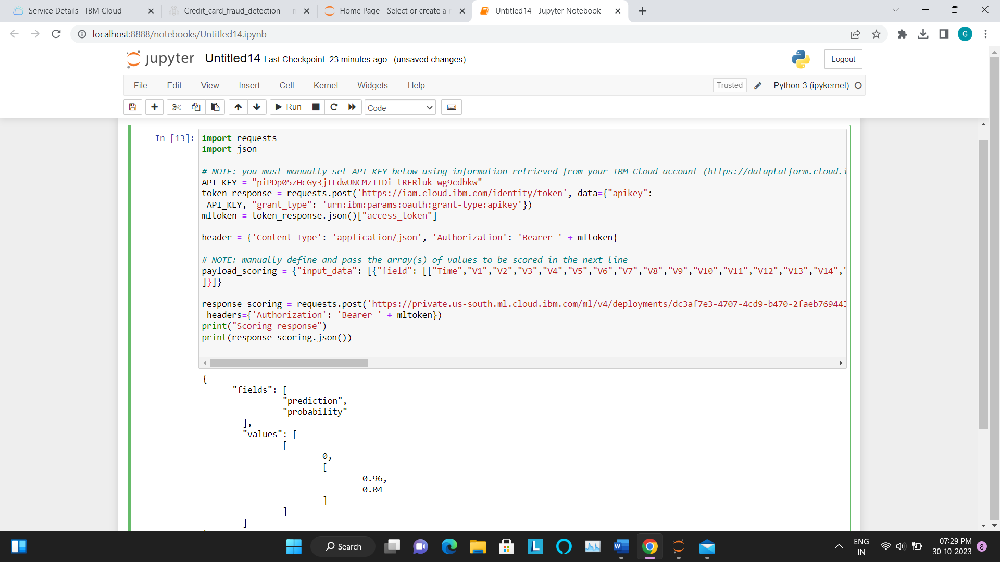 Service Details - IBM Cloud
Credit_card_fraud_detection —
Home Page - Select or create a
Untitled14 - Jupyter Notebook
localhost:8888/notebooks/Untitled14.ipynb
G
jupyter Untitled14 Last Checkpoint: 23 minutes ago (unsaved changes)
Logout
File Edit View Insert Cell Kernel Widgets Help
Trusted
Python 3 (ipykernel)
Run
Code
In [13]:
import requests
import json
# NOTE: you must manually set API_KEY below using information retrieved from your IBM Cloud account (https://dataplatform.cloud.i
API_KEY = "piPDp05zHcGy3jILdwUNCMzIIDi_tRFRluk_wg9cdbkw"
token_response = requests.post('https://iam.cloud.ibm.com/identity/token', data={"apikey":
API_KEY, "grant_type": 'urn:ibm:params:oauth:grant-type:apikey'})
mltoken = token_response.json()["access_token"]
header = {'Content-Type': 'application/json', 'Authorization': 'Bearer ' + mltoken}
# NOTE: manually define and pass the array(s) of values to be scored in the next line
payload_scoring = {"input_data": [{"field": [["Time","V1","V2","V3","V4","V5","V6","V7","V8","V9","V10","V11","V12","V13","V14","
]}]}
response_scoring = requests.post('https://private.us-south.ml.cloud.ibm.com/ml/v4/deployments/dc3af7e3-4707-4cd9-b470-2faeb769443
headers={'Authorization': 'Bearer ' + mltoken})
print("Scoring response")
print(response_scoring.json())
{
"fields": [
"prediction",
"probability"
],
"values": [
[
0,
[
0.96,
0.04
]
]
]
Search
ENG
IN
07:29 PM
30-10-2023
8